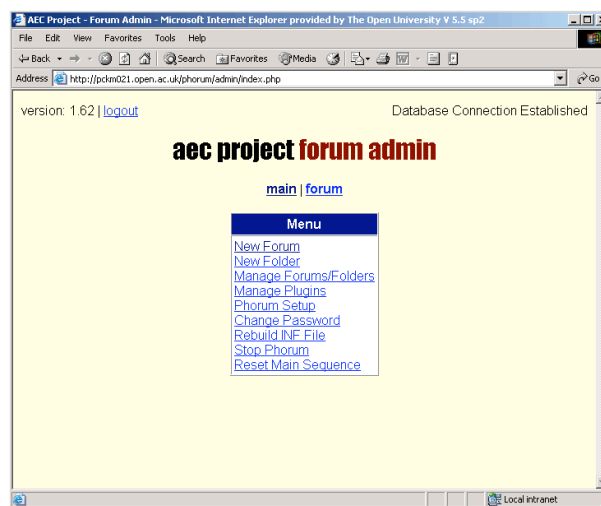 AEC Project - Forum Admin - Microsoft Internet Explorer provided by The Open University V 5.5 sp2
File Edit View Favorites Tools Help
Back Search Favorites Media
Address http://pckm021.open.ac.uk/phorum/admin/index.php Go
version: 1.62 | logout Database Connection Established
aec project forum admin
main | forum
Menu
New Forum
New Folder
Manage Forums/Folders
Manage Plugins
Phorum Setup
Change Password
Rebuild INF File
Stop Phorum
Reset Main Sequence
Local intranet